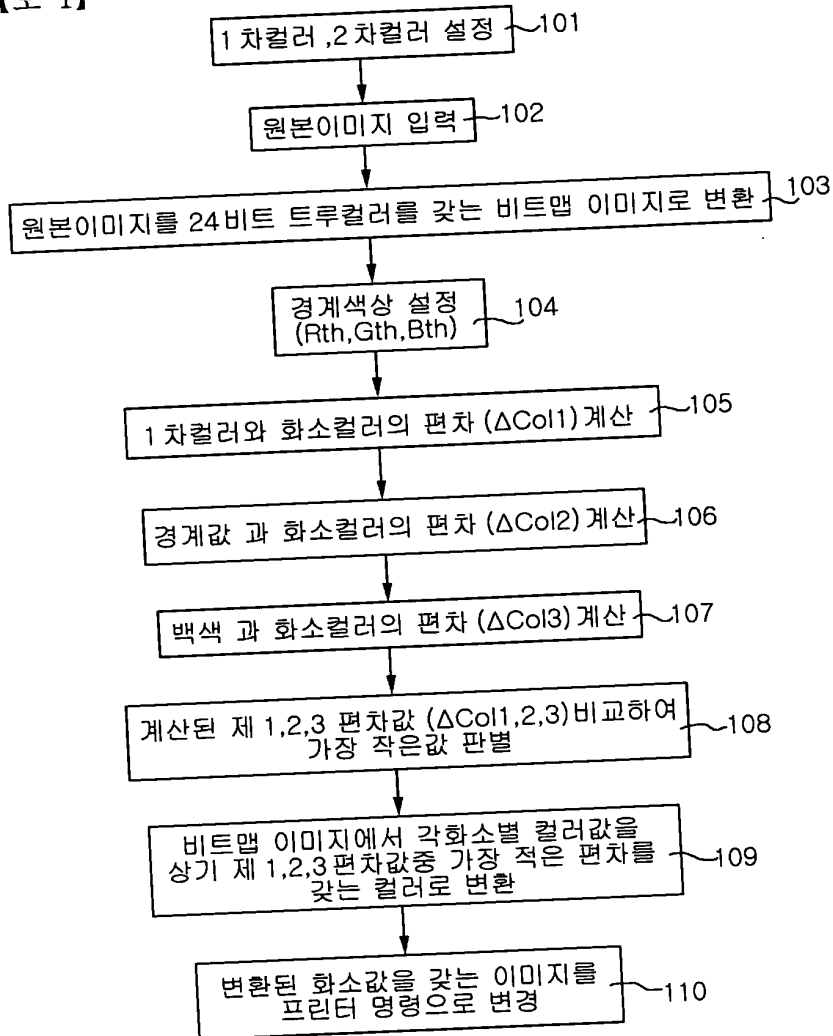 【도 1】
1차컬러,2차컬러 설정 101
원본이미지 입력 102
원본이미지를 24비트 트루컬러를 갖는 비트맵 이미지로 변환 103
경계색상 설정
(Rth,Gth,Bth) 104
1차컬러와 화소컬러의 편차(ΔCol1)계산 105
경계값 과 화소컬러의 편차(ΔCol2)계산 106
백색 과 화소컬러의 편차(ΔCol3)계산 107
계산된 제1,2,3 편차값(ΔCol1,2,3)비교하여
가장 작은값 판별 108
비트맵 이미지에서 각화소별 컬러값을
상기 제1,2,3편차값중 가장 적은 편차를 109
갖는 컬러로 변환
변환된 화소값을 갖는 이미지를
프린터 명령으로 변경 110